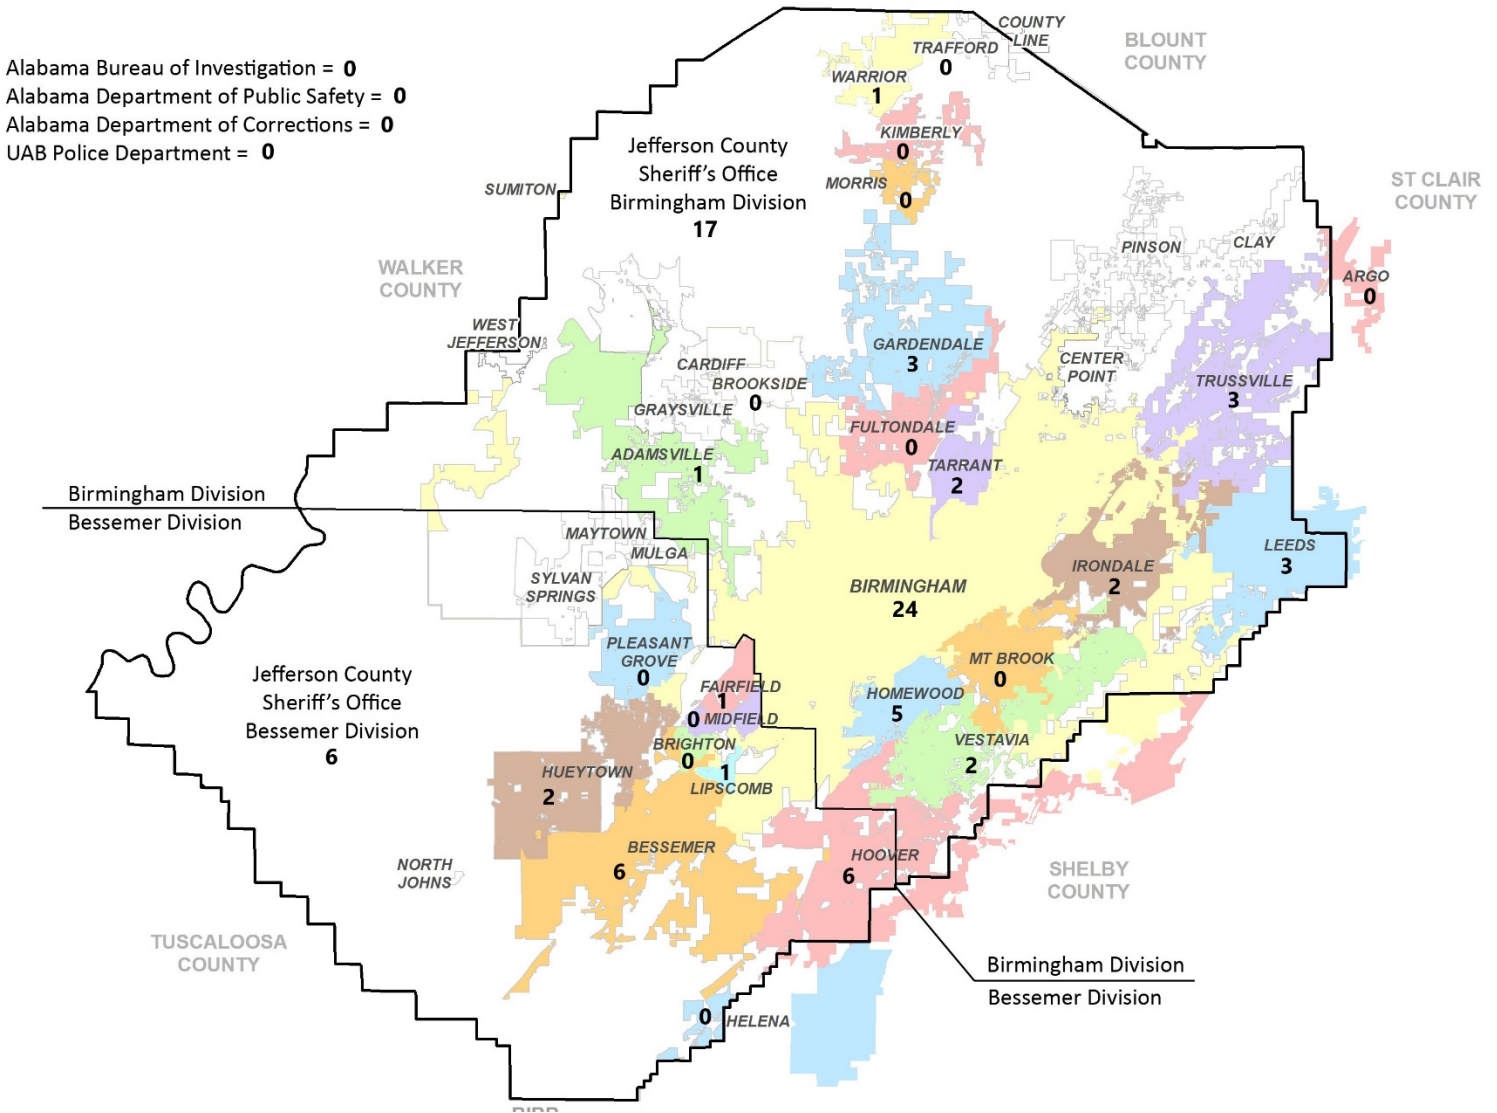 COUNTY
LINE
BLOUNT
COUNTY
TRAFFORD
0
Alabama Bureau of Investigation = 0
Alabama Department of Public Safety = 0
Alabama Department of Corrections = 0
UAB Police Department = 0
WARRIOR
1
KIMBERLY
0
Jefferson County
Sheriff's Office
Birmingham Division
17
MORRIS
0
SUMITON
ST CLAIR
COUNTY
PINSON
CLAY
WALKER
COUNTY
ARGO
0
WEST
JEFFERSON
GARDENDALE
3
CARDIFF
BROOKSIDE
0
CENTER
POINT
TRUSSVILLE
3
GRAYSVILLE
FULTONDALE
0
ADAMSVILLE
1
TARRANT
2
Birmingham Division
Bessemer Division
MAYTOWN
MULGA
LEEDS
3
SYLVAN
SPRINGS
IRONDALE
2
BIRMINGHAM
24
PLEASANT
GROVE
0
MT BROOK
0
Jefferson County
Sheriff's Office
Bessemer Division
6
FAIRFIELD
1
HOMEWOOD
5
0 MIDFIELD
BRIGHTON
0
VESTAVIA
2
HUEYTOWN
2
1
LIPSCOMB
BESSEMER
6
HOOVER
6
NORTH
JOHNS
SHELBY
COUNTY
TUSCALOOSA
COUNTY
Birmingham Division
Bessemer Division
0 HELENA
BIBB